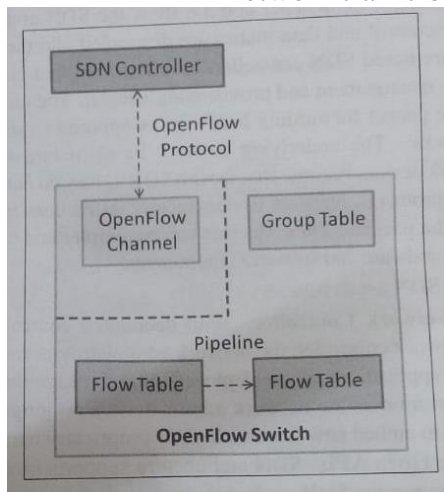 SDN Controller
OpenFlow
Protocol
OpenFlow
Channel
Group Table
Pipeline
Flow Table
Flow Table
OpenFlow Switch